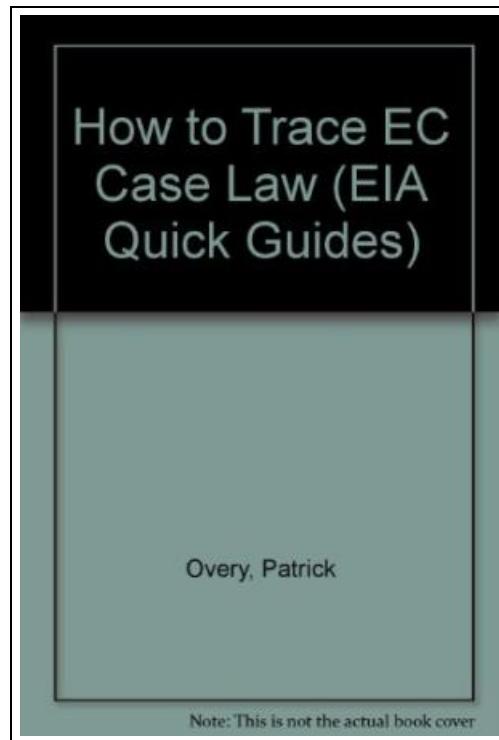 How to Trace EC
Case Law (EIA
Quick Guides)
Overy, Patrick
Note: This is not the actual book cover